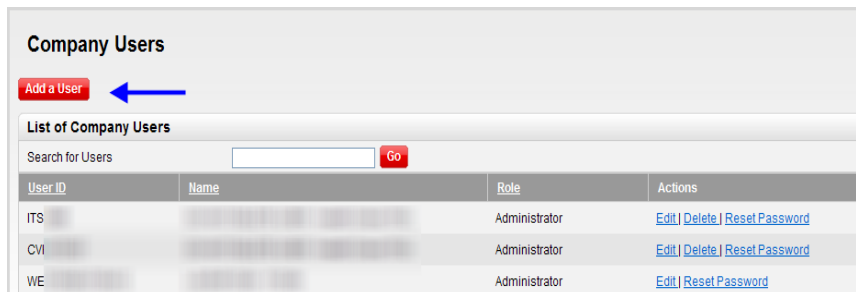 Company Users
Add a User
List of Company Users
Search for Users Go
User ID Name Role Actions
ITS Administrator Edit | Delete | Reset Password
CVI Administrator Edit | Delete | Reset Password
WE Administrator Edit | Reset Password